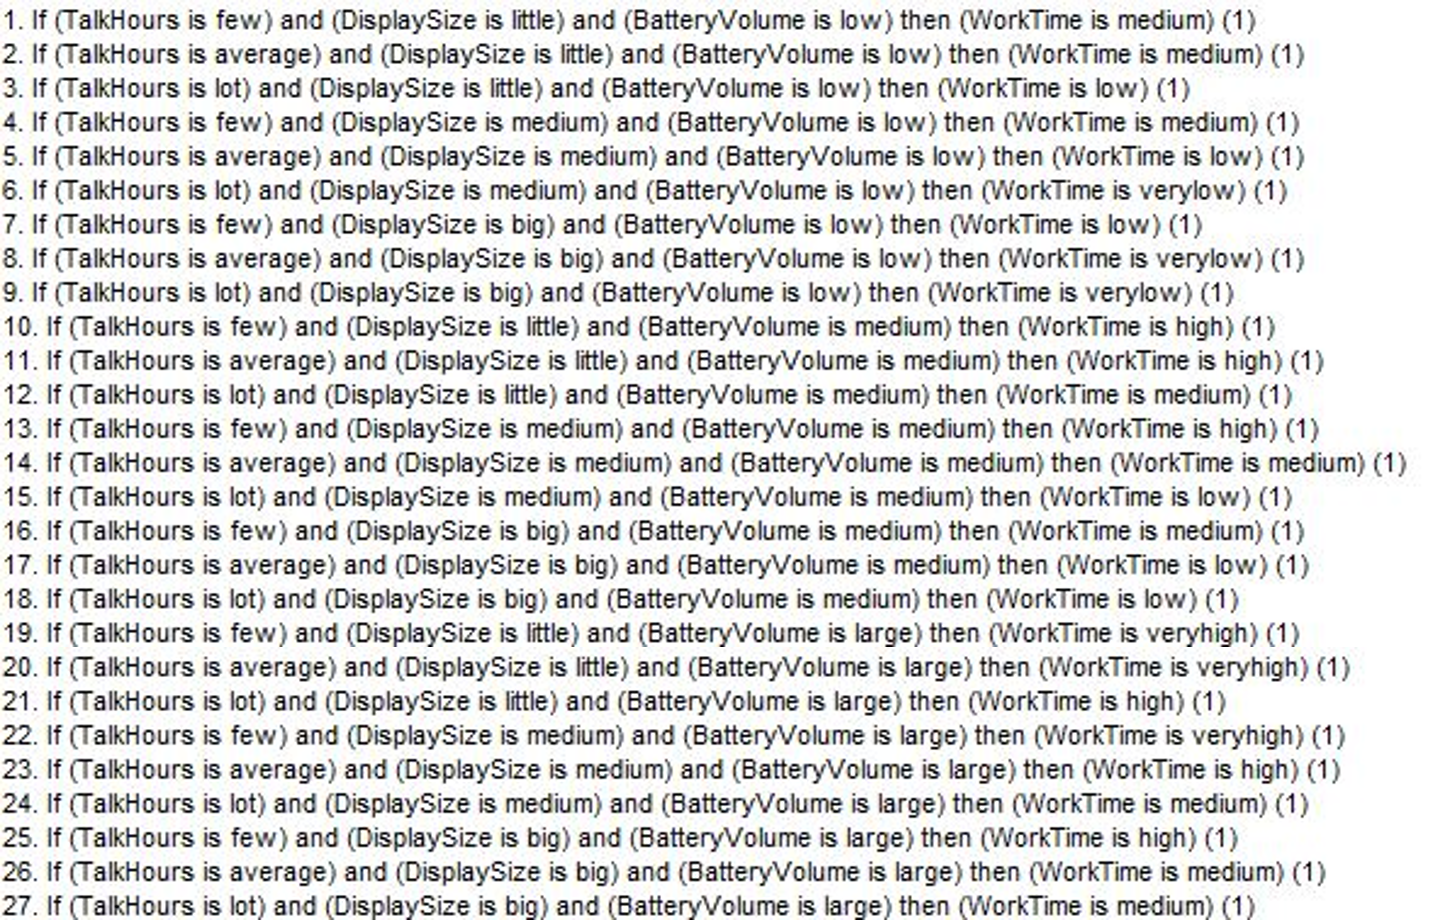 1. If (TalkHours is few) and (DisplaySize is little) and (BatteryVolume is low) then (WorkTime is medium) (1)
2. If (TalkHours is average) and (DisplaySize is little) and (BatteryVolume is low) then (WorkTime is medium) (1)
3. If (TalkHours is lot) and (DisplaySize is little) and (BatteryVolume is low) then (WorkTime is low) (1)
4. If (TalkHours is few) and (DisplaySize is medium) and (BatteryVolume is low) then (WorkTime is medium) (1)
5. If (TalkHours is average) and (DisplaySize is medium) and (BatteryVolume is low) then (WorkTime is low) (1)
6. If (TalkHours is lot) and (DisplaySize is medium) and (BatteryVolume is low) then (WorkTime is verylow) (1)
7. If (TalkHours is few) and (DisplaySize is big) and (BatteryVolume is low) then (WorkTime is low) (1)
8. If (TalkHours is average) and (DisplaySize is big) and (BatteryVolume is low) then (WorkTime is verylow) (1)
9. If (TalkHours is lot) and (DisplaySize is big) and (BatteryVolume is low) then (WorkTime is verylow) (1)
10. If (TalkHours is few) and (DisplaySize is little) and (BatteryVolume is medium) then (WorkTime is high) (1)
11. If (TalkHours is average) and (DisplaySize is little) and (BatteryVolume is medium) then (WorkTime is high) (1)
12. If (TalkHours is lot) and (DisplaySize is little) and (BatteryVolume is medium) then (WorkTime is medium) (1)
13. If (TalkHours is few) and (DisplaySize is medium) and (BatteryVolume is medium) then (WorkTime is high) (1)
14. If (TalkHours is average) and (DisplaySize is medium) and (BatteryVolume is medium) then (WorkTime is medium) (1)
15. If (TalkHours is lot) and (DisplaySize is medium) and (BatteryVolume is medium) then (WorkTime is low) (1)
16. If (TalkHours is few) and (DisplaySize is big) and (BatteryVolume is medium) then (WorkTime is medium) (1)
17. If (TalkHours is average) and (DisplaySize is big) and (BatteryVolume is medium) then (WorkTime is low) (1)
18. If (TalkHours is lot) and (DisplaySize is big) and (BatteryVolume is medium) then (WorkTime is low) (1)
19. If (TalkHours is few) and (DisplaySize is little) and (BatteryVolume is large) then (WorkTime is veryhigh) (1)
20. If (TalkHours is average) and (DisplaySize is little) and (BatteryVolume is large) then (WorkTime is veryhigh) (1)
21. If (TalkHours is lot) and (DisplaySize is little) and (BatteryVolume is large) then (WorkTime is high) (1)
22. If (TalkHours is few) and (DisplaySize is medium) and (BatteryVolume is large) then (WorkTime is veryhigh) (1)
23. If (TalkHours is average) and (DisplaySize is medium) and (BatteryVolume is large) then (WorkTime is high) (1)
24. If (TalkHours is lot) and (DisplaySize is medium) and (BatteryVolume is large) then (WorkTime is medium) (1)
25. If (TalkHours is few) and (DisplaySize is big) and (BatteryVolume is large) then (WorkTime is high) (1)
26. If (TalkHours is average) and (DisplaySize is big) and (BatteryVolume is large) then (WorkTime is medium) (1)
27. If (TalkHours is lot) and (DisplaySize is big) and (BatteryVolume is large) then (WorkTime is medium) (1)